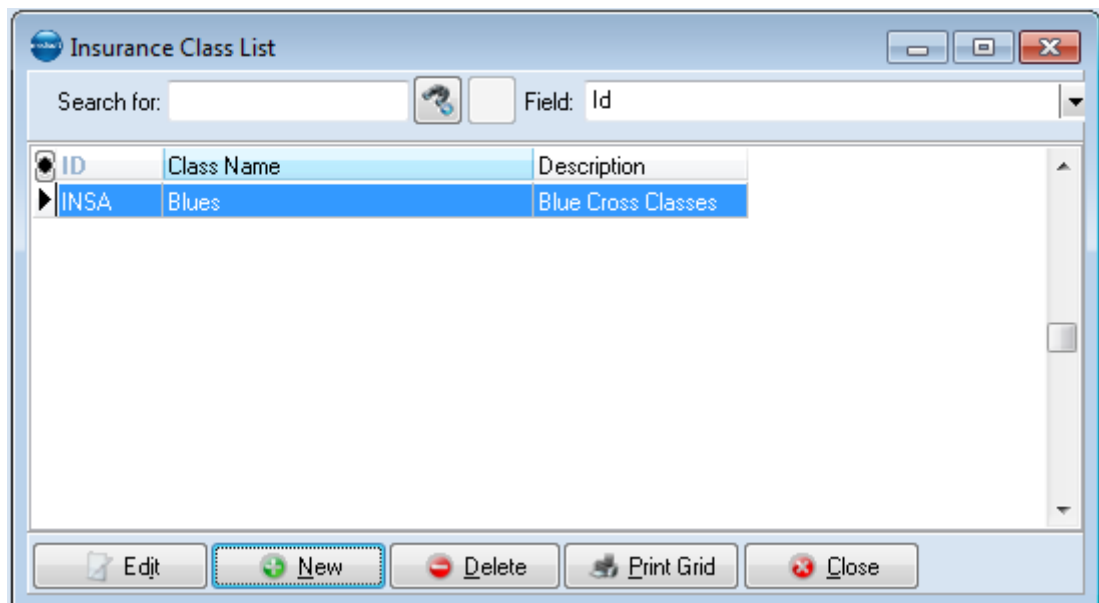 Insurance Class List
Search for: Field: Id
ID Class Name Description
INSA Blues Blue Cross Classes
Edit New Delete Print Grid Close